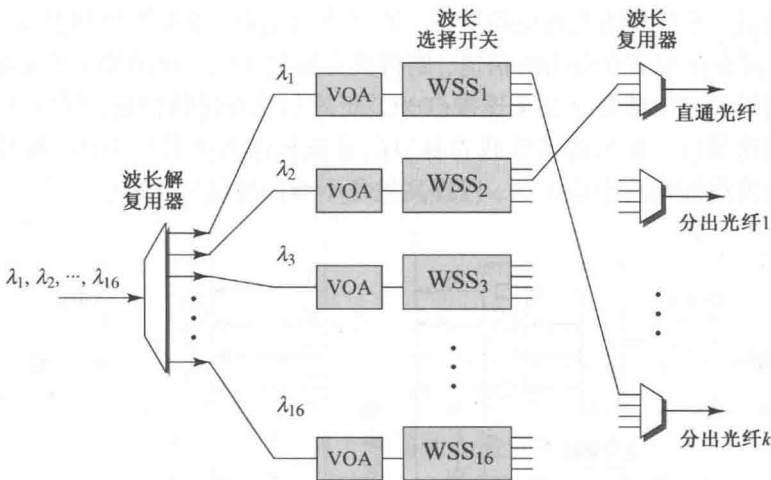 波长
选择开关
波长
复用器
λ1
VOA
WSS1
直通光纤
λ2
VOA
WSS2
波长解
复用器
分出光纤1
λ3
VOA
WSS3
λ1, λ2, ···, λ16
λ16
VOA
WSS16
分出光纤k